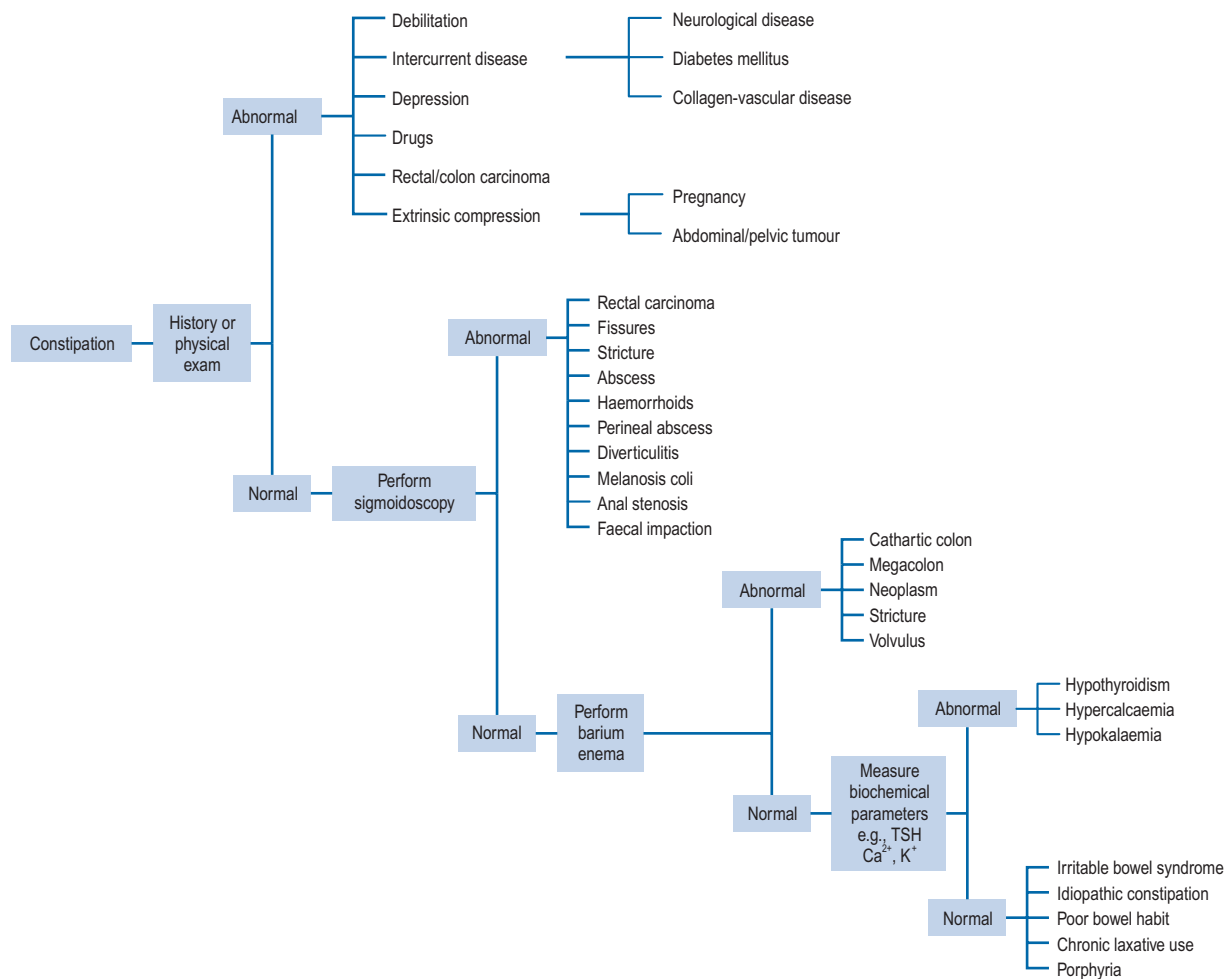 Debilitation
Intercurrent disease
Depression
Drugs
Rectal/colon carcinoma
Extrinsic compression
Neurological disease
Diabetes mellitus
Collagen-vascular disease
Pregnancy
Abdominal/pelvic tumour
Abnormal
Constipation
History or
physical
exam
Normal
Perform
sigmoidoscopy
Abnormal
Rectal carcinoma
Fissures
Stricture
Abscess
Haemorrhoids
Perineal abscess
Diverticulitis
Melanosis coli
Anal stenosis
Faecal impaction
Normal
Perform
barium
enema
Abnormal
Cathartic colon
Megacolon
Neoplasm
Stricture
Volvulus
Normal
Measure
biochemical
parameters
e.g., TSH
Ca²⁺, K⁺
Abnormal
Hypothyroidism
Hypercalcaemia
Hypokalaemia
Normal
Irritable bowel syndrome
Idiopathic constipation
Poor bowel habit
Chronic laxative use
Porphyria